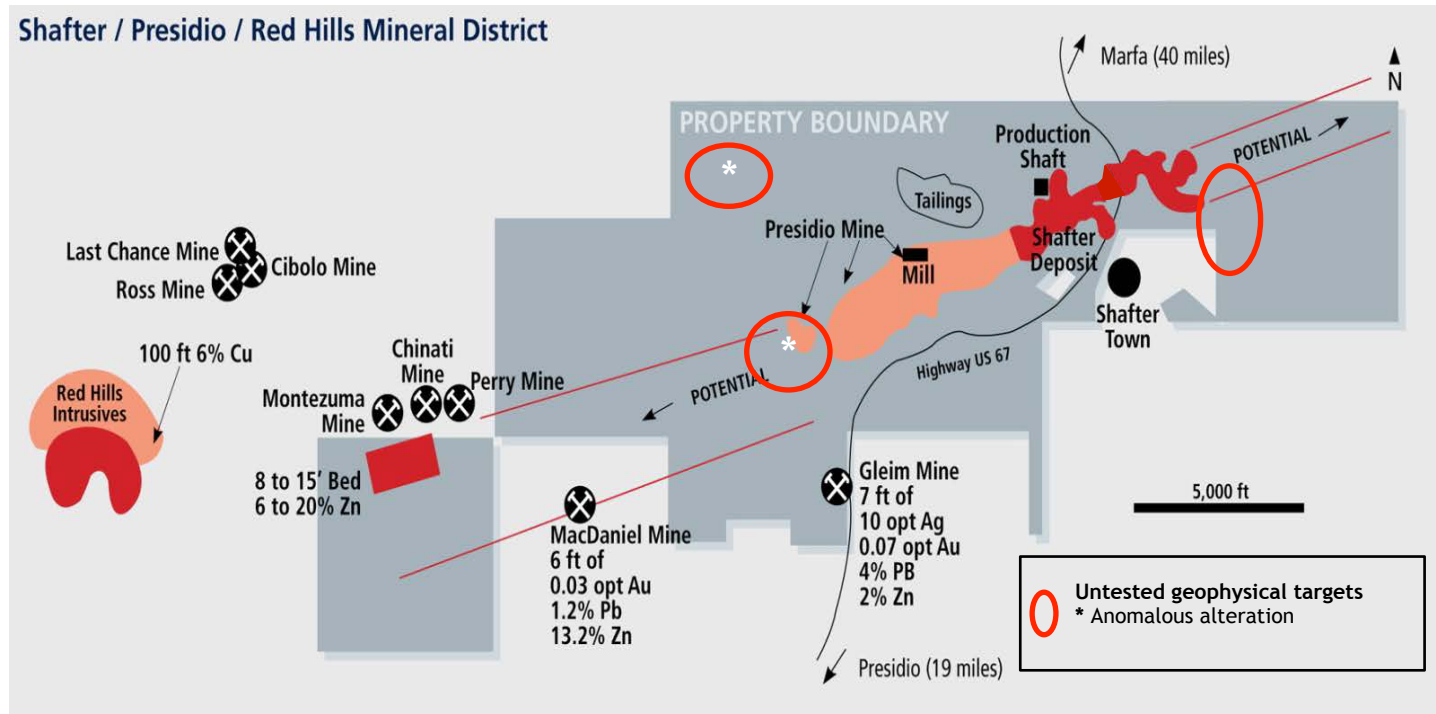 Shafter / Presidio / Red Hills Mineral District
Marfa (40 miles)
N
PROPERTY BOUNDARY
Production
Shaft
POTENTIAL
*
Tailings
Presidio Mine
Mill
Shafter
Deposit
Shafter
Town
Last Chance Mine
Cibolo Mine
Ross Mine
100 ft 6% Cu
Red Hills
Intrusives
Chinati
Mine
Perry Mine
Montezuma
Mine
*
POTENTIAL
Highway US 67
8 to 15' Bed
6 to 20% Zn
MacDaniel Mine
6 ft of
0.03 opt Au
1.2% Pb
13.2% Zn
Gleim Mine
7 ft of
10 opt Ag
0.07 opt Au
4% PB
2% Zn
5,000 ft
Untested geophysical targets
* Anomalous alteration
Presidio (19 miles)